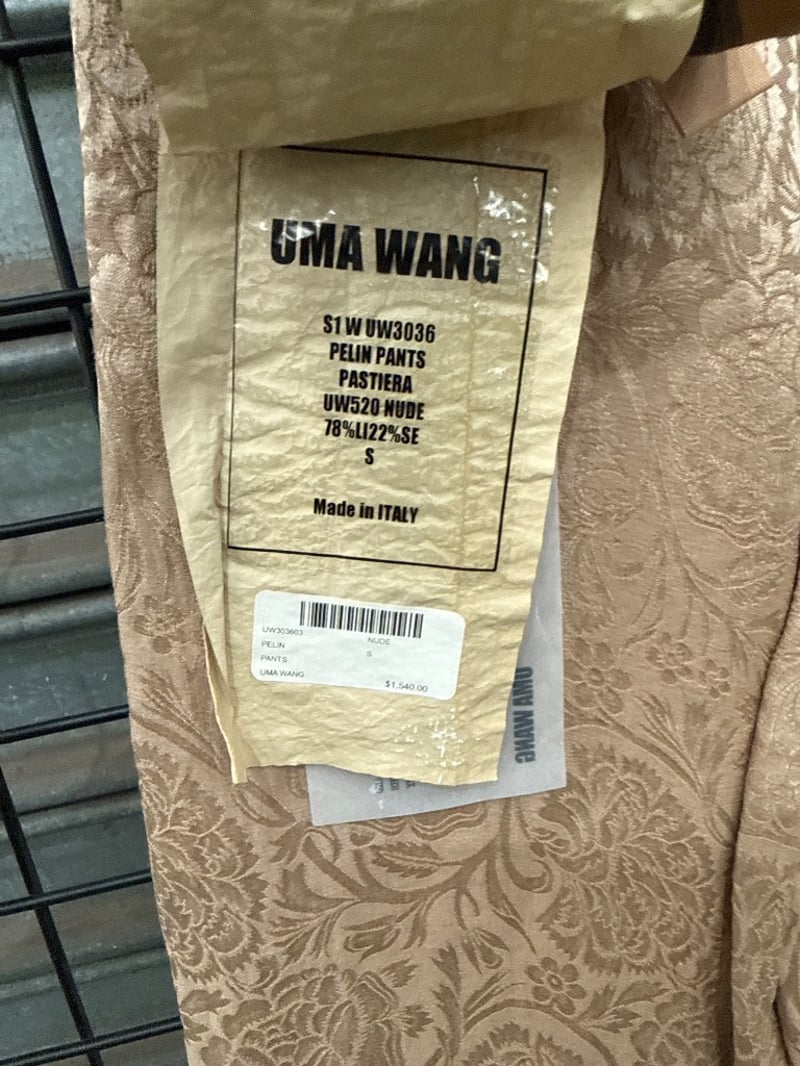 UMA WANG
S1 W UW3036
PELIN PANTS
PASTIERA
UW520 NUDE
78%LI22%SE
S
Made in ITALY
UW303603
NUDE
PELIN
S
PANTS
UMA WANG
$1,540.00
UMA WANG